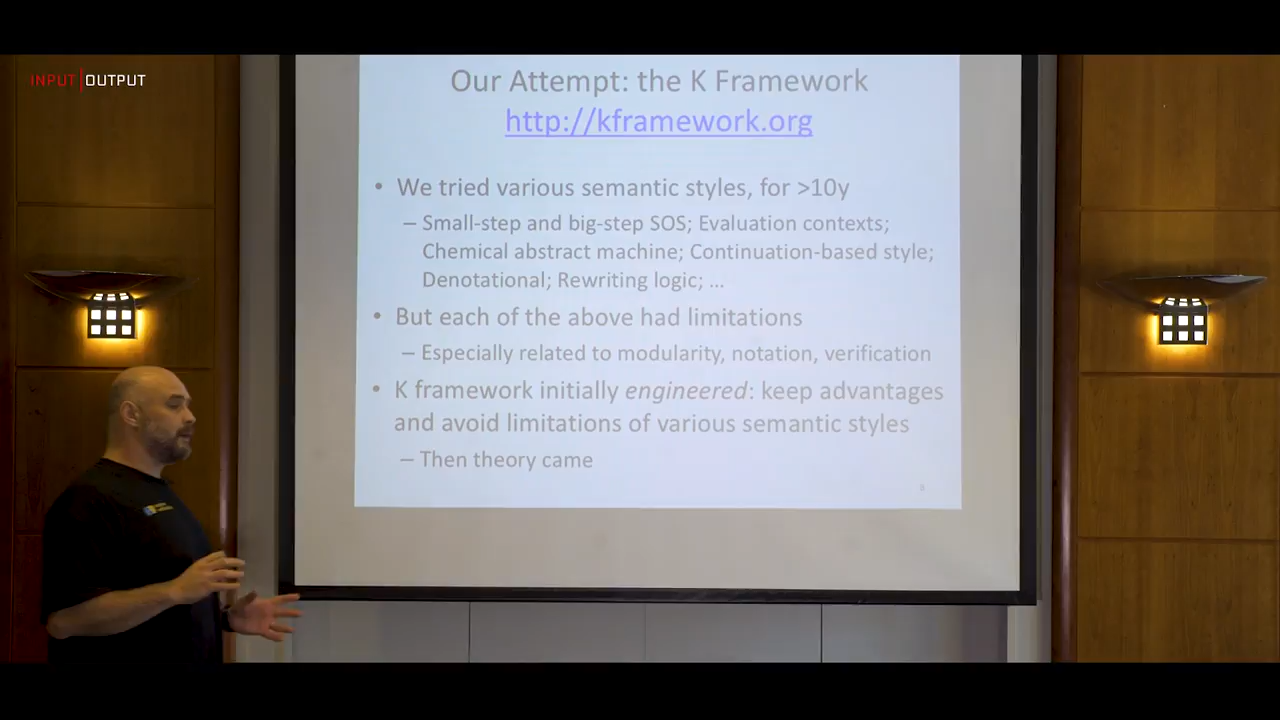 INPUT|OUTPUT
Our Attempt: the K Framework
http://kframework.org
• We tried various semantic styles, for >10y
– Small-step and big-step SOS; Evaluation contexts;
Chemical abstract machine; Continuation-based style;
Denotational; Rewriting logic; ...
• But each of the above had limitations
– Especially related to modularity, notation, verification
• K framework initially engineered: keep advantages
and avoid limitations of various semantic styles
– Then theory came